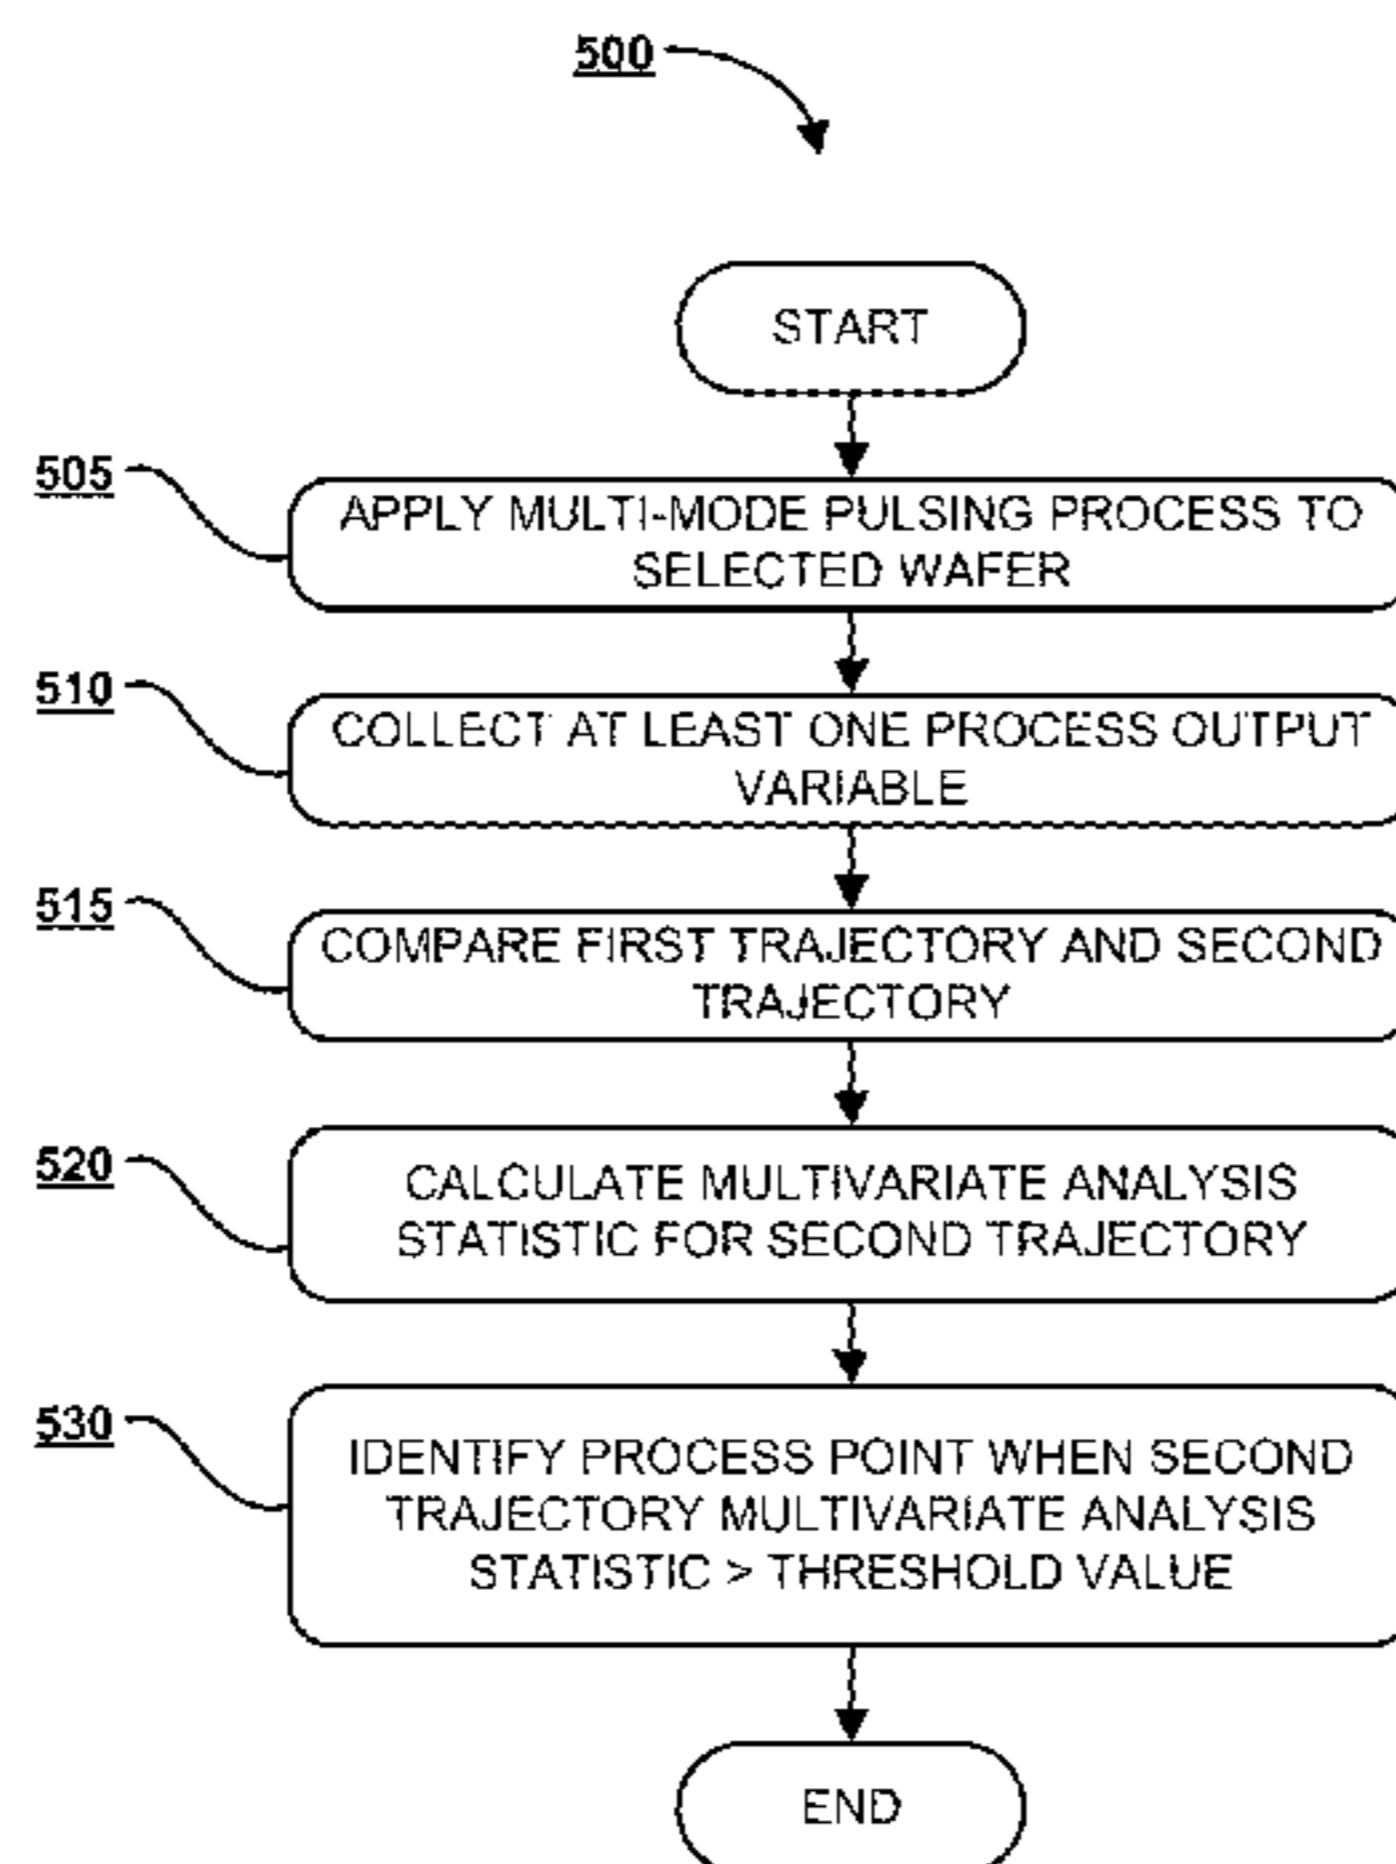 500
START
505
APPLY MULTI-MODE PULSING PROCESS TO
SELECTED WAFER
510
COLLECT AT LEAST ONE PROCESS OUTPUT
VARIABLE
515
COMPARE FIRST TRAJECTORY AND SECOND
TRAJECTORY
520
CALCULATE MULTIVARIATE ANALYSIS
STATISTIC FOR SECOND TRAJECTORY
530
IDENTIFY PROCESS POINT WHEN SECOND
TRAJECTORY MULTIVARIATE ANALYSIS
STATISTIC > THRESHOLD VALUE
END